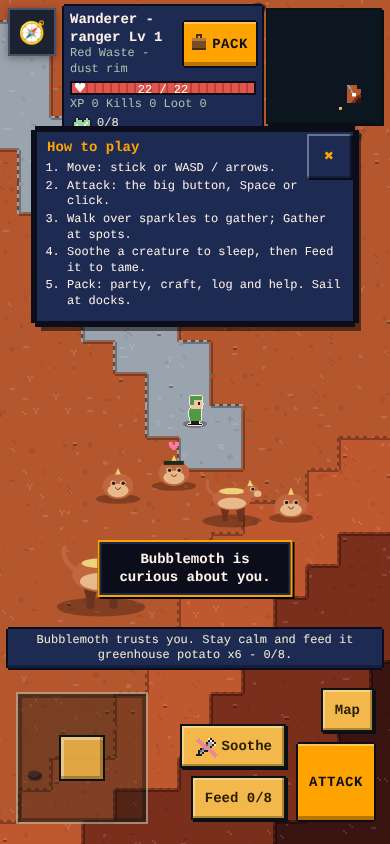 Wanderer -
ranger Lv 1
Red Waste -
dust rim
PACK
22 / 22
XP 0 Kills 0 Loot 0
0/8
How to play
1. Move: stick or WASD / arrows.
2. Attack: the big button, Space or
click.
3. Walk over sparkles to gather; Gather
at spots.
4. Soothe a creature to sleep, then Feed
it to tame.
5. Pack: party, craft, log and help. Sail
at docks.
Bubblemoth is
curious about you.
Bubblemoth trusts you. Stay calm and feed it
greenhouse potato x6 - 0/8.
Map
Soothe
Feed 0/8
ATTACK